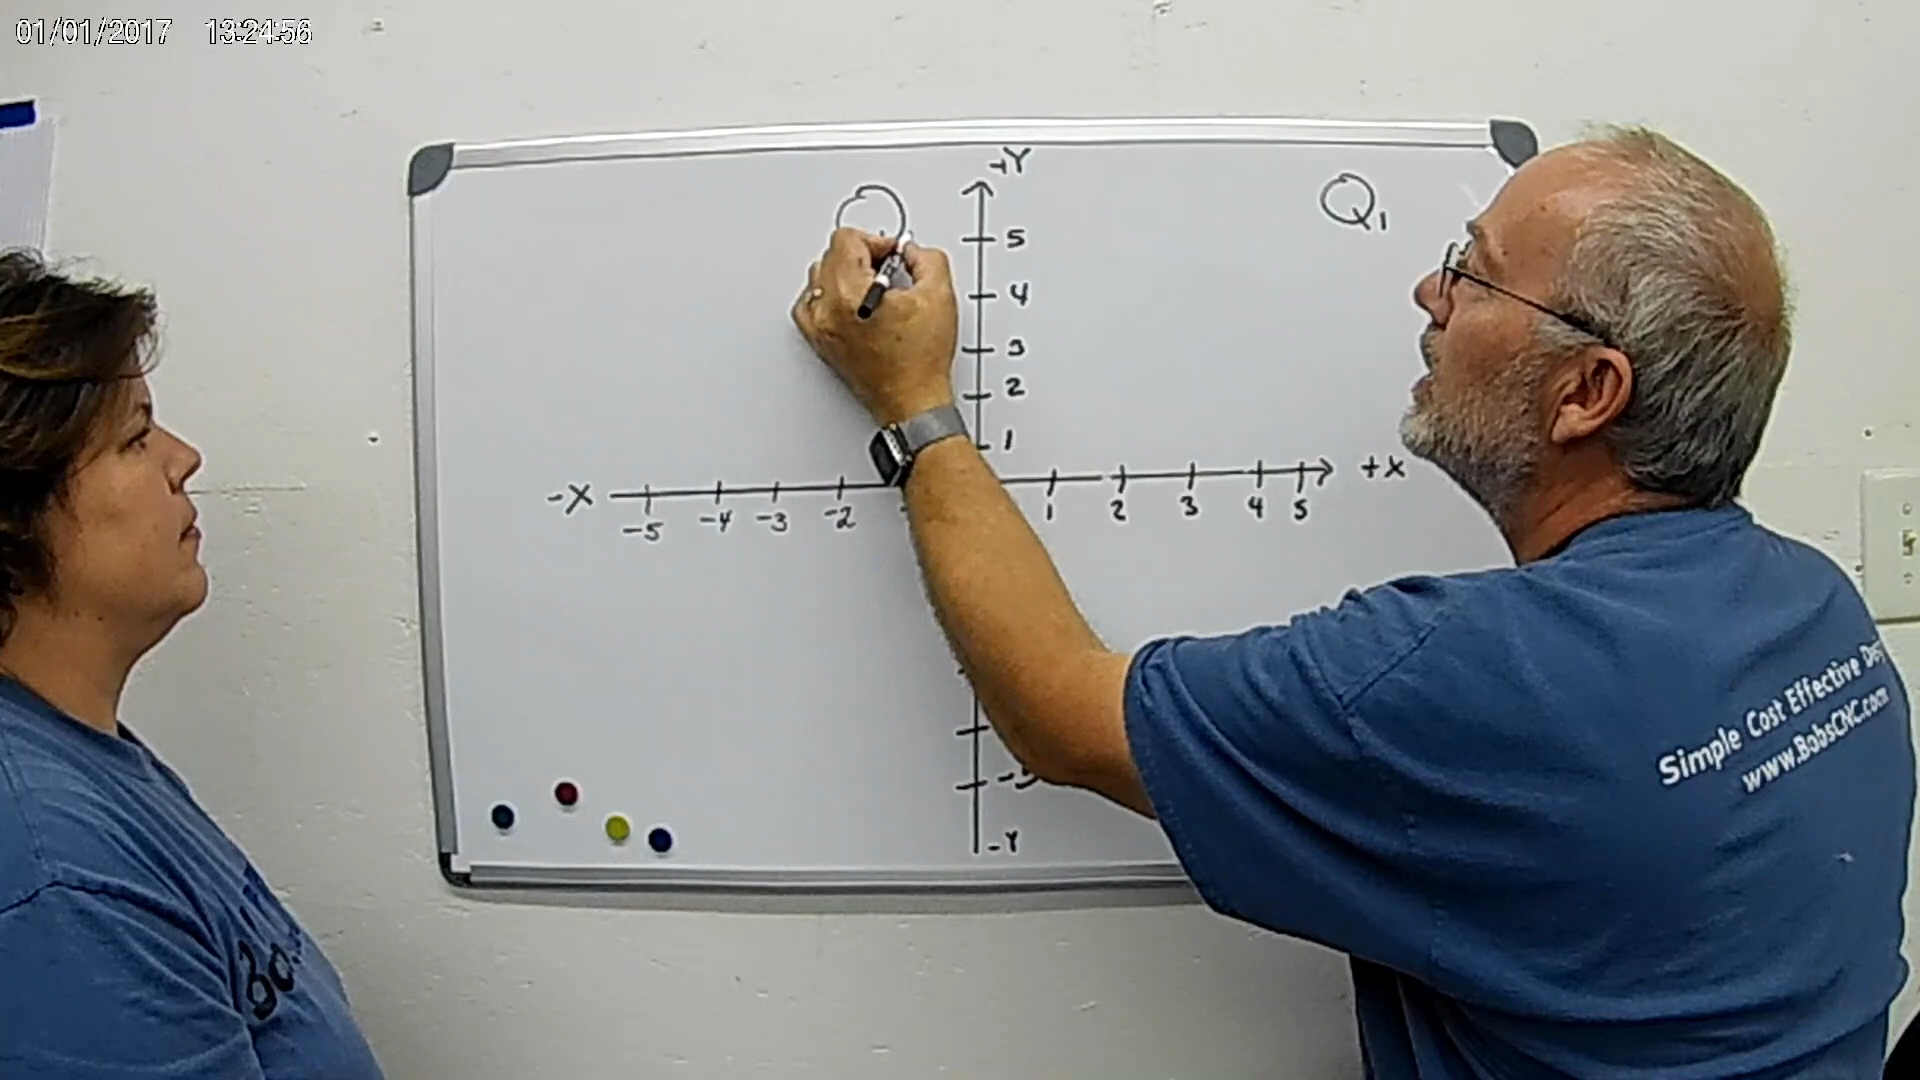 01/01/2017 13:24:56
+Y
Q1
5
4
3
2
1
-X
+X
-5 -4 -3 -2 1 2 3 4 5
-Y
Simple Cost Effective
www.BobsCNC.com